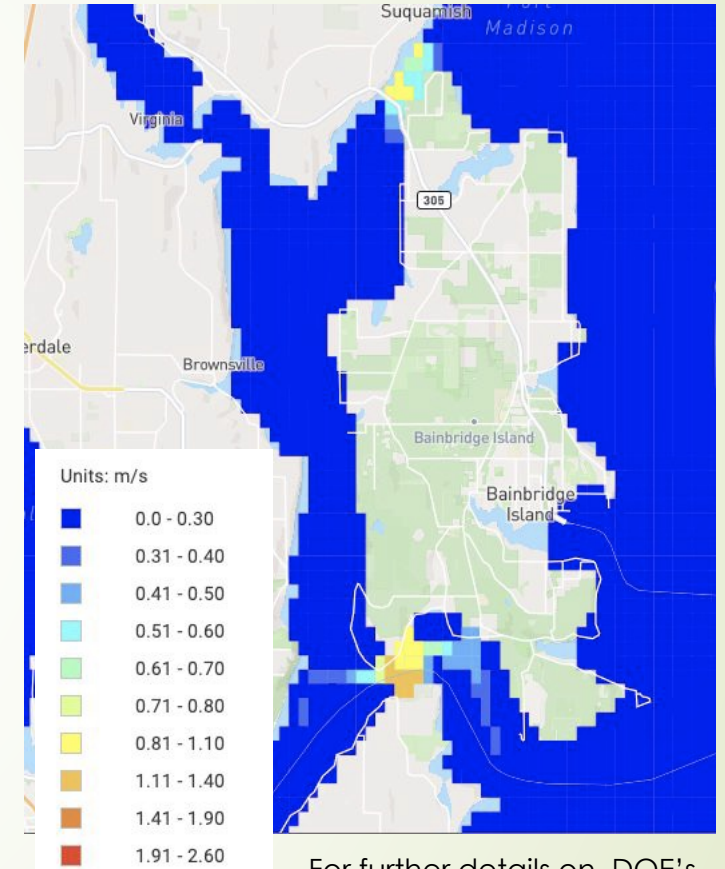 Suquamish
Port
Madison
Virginia
305
erdale
Brownsville
Bainbridge Island
Bainbridge
Island
Units: m/s
0.0 - 0.30
0.31 - 0.40
0.41 - 0.50
0.51 - 0.60
0.61 - 0.70
0.71 - 0.80
0.81 - 1.10
1.11 - 1.40
1.41 - 1.90
1.91 - 2.60
For further details on DOE's